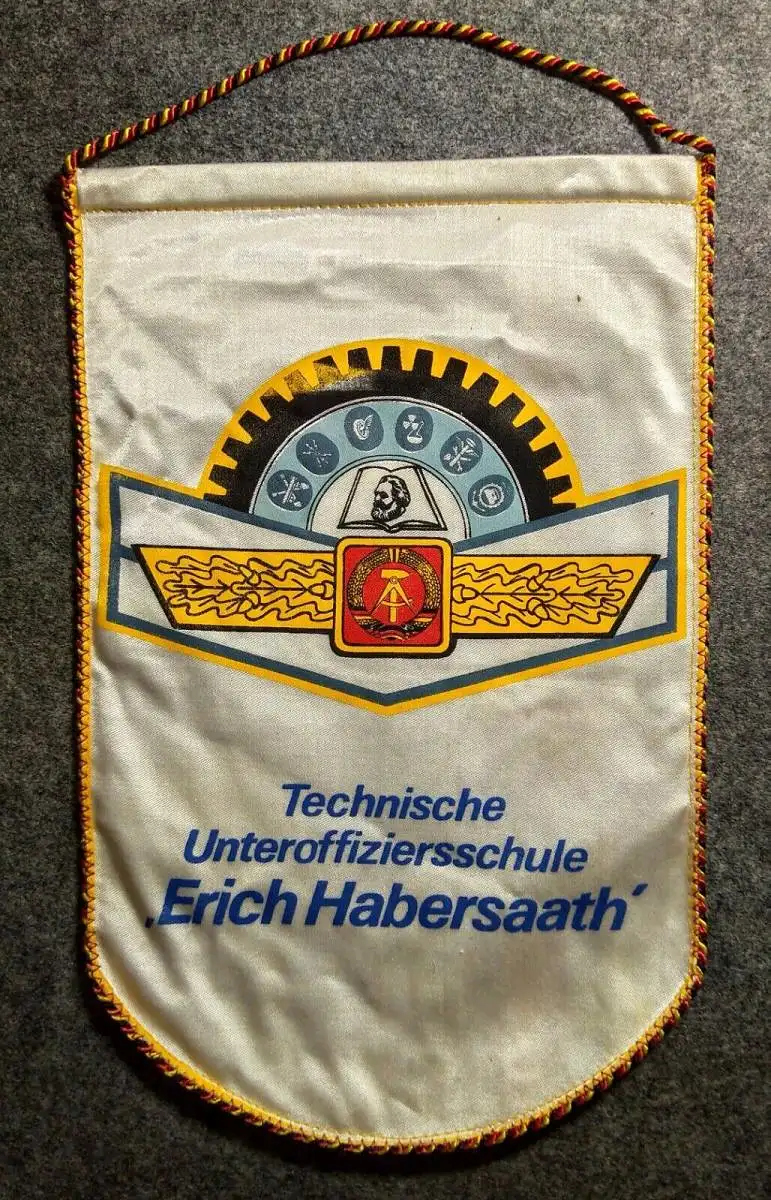 Technische
Unteroffiziersschule
‚Erich Habersaath‘